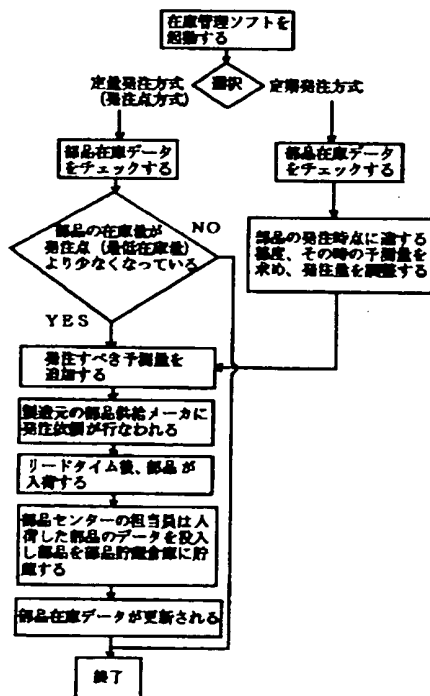 在庫管理ソフトを
起動する
選択
定量発注方式
(発注点方式)
定期発注方式
部品在庫データ
をチェックする
部品在庫データ
をチェックする
部品の在庫量が
発注点(最低在庫量)
より少なくなっている
NO
YES
部品の発注時点に達する
都度、その時の予測量を
求め、発注量を調整する
発注すべき予測量を
追加する
製造元の部品供給メーカに
発注依頼が行なわれる
リードタイム後、部品が
入荷する
部品センターの担当員は入
荷した部品のデータを投入
し部品を部品貯蔵倉庫に貯
蔵する
部品在庫データが更新される
終了